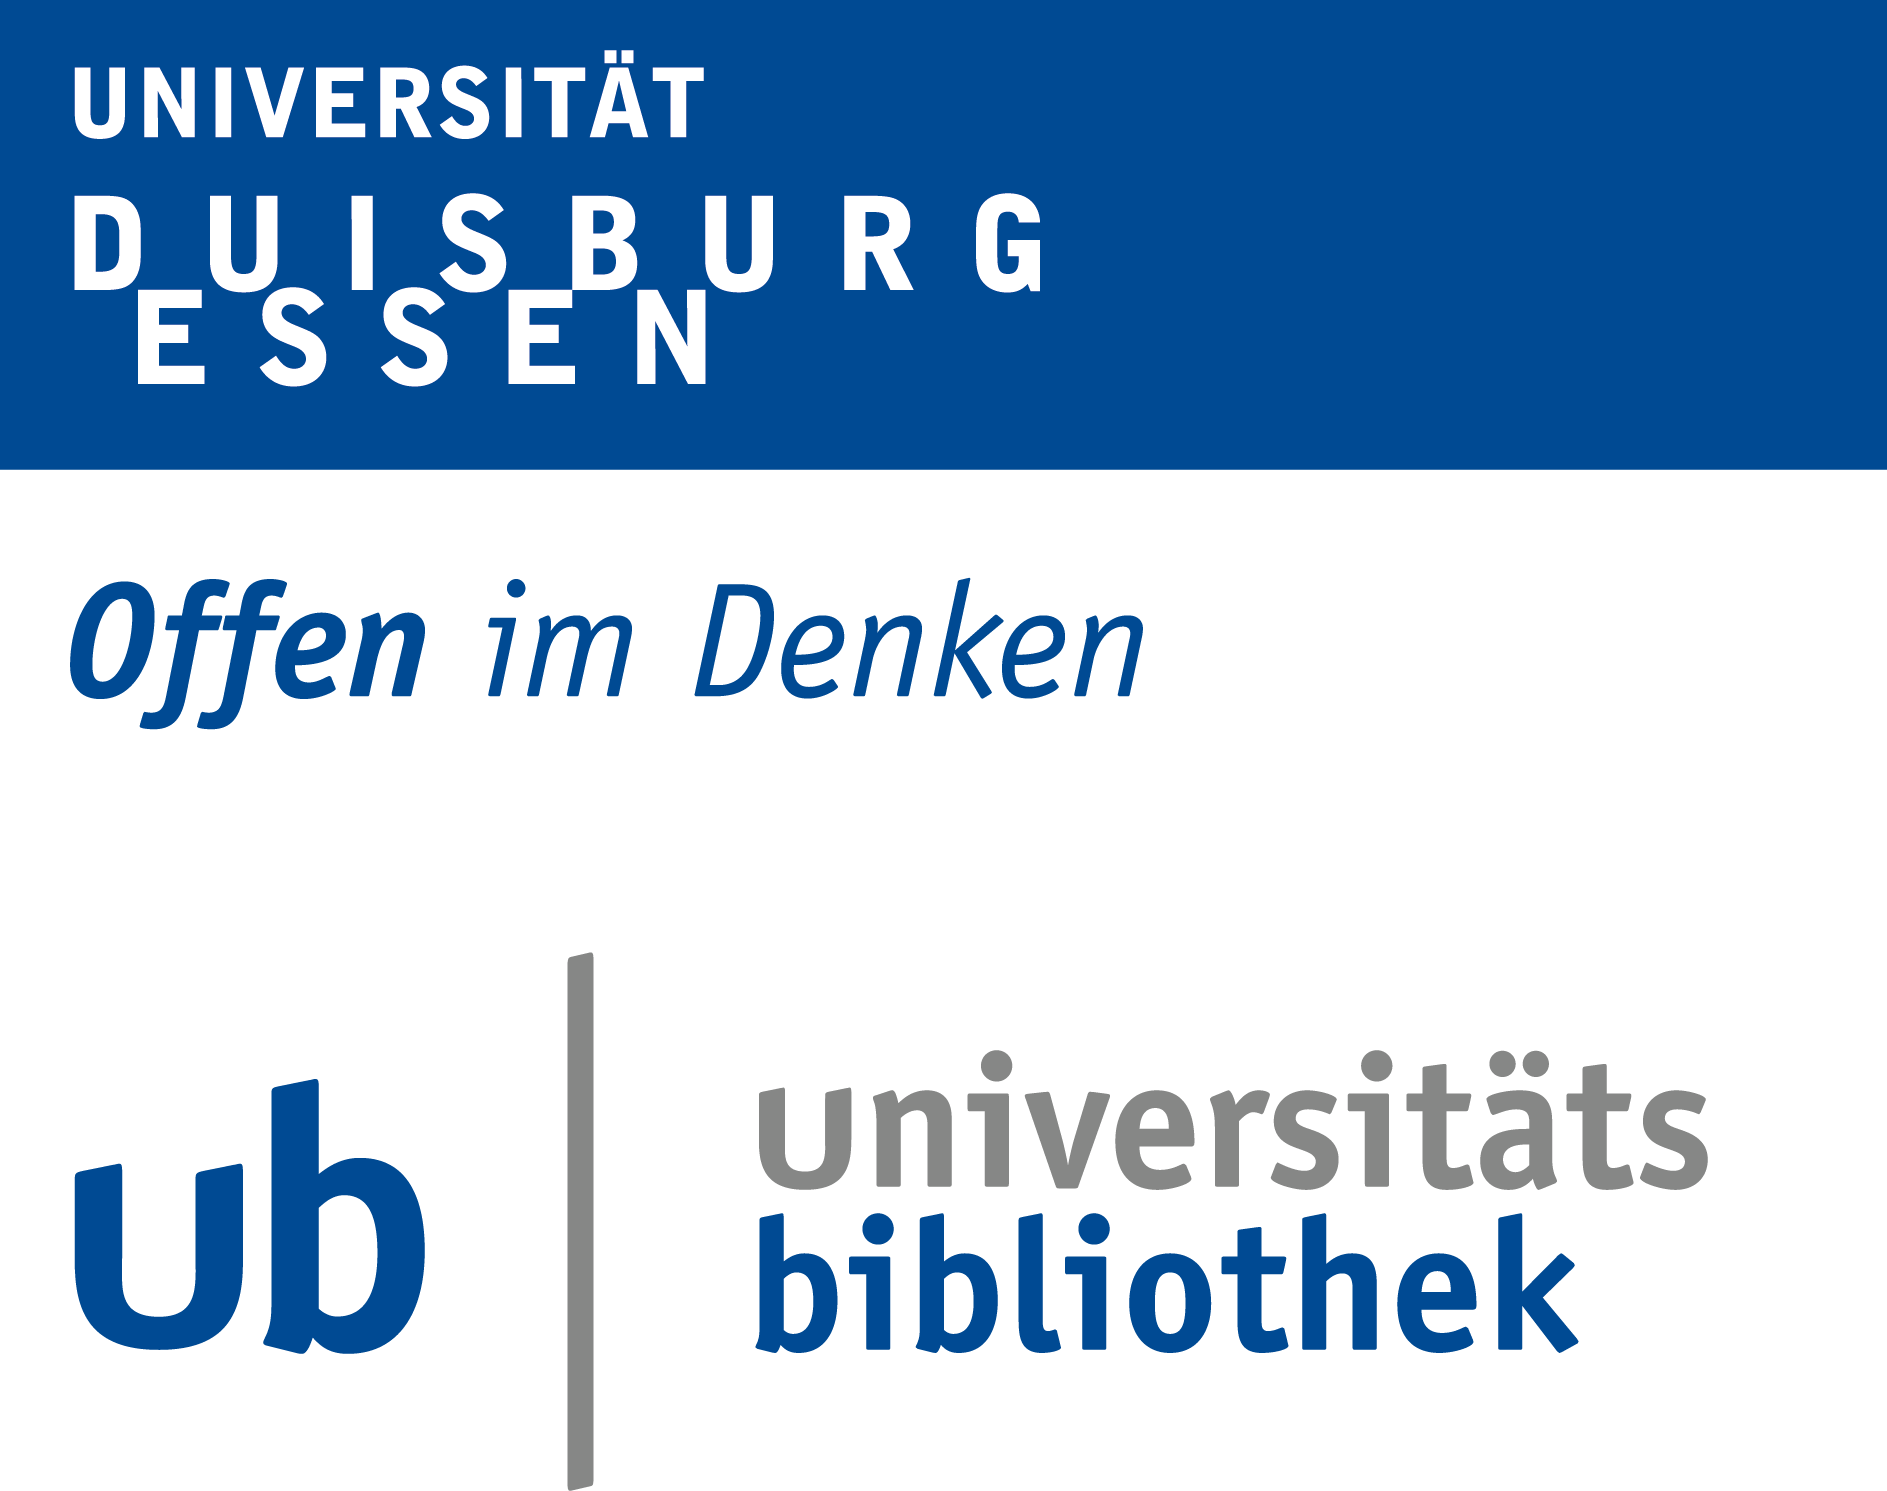 UNIVERSITÄT
DUISBURG
ESSEN
Offen im Denken
ub
universitäts
bibliothek